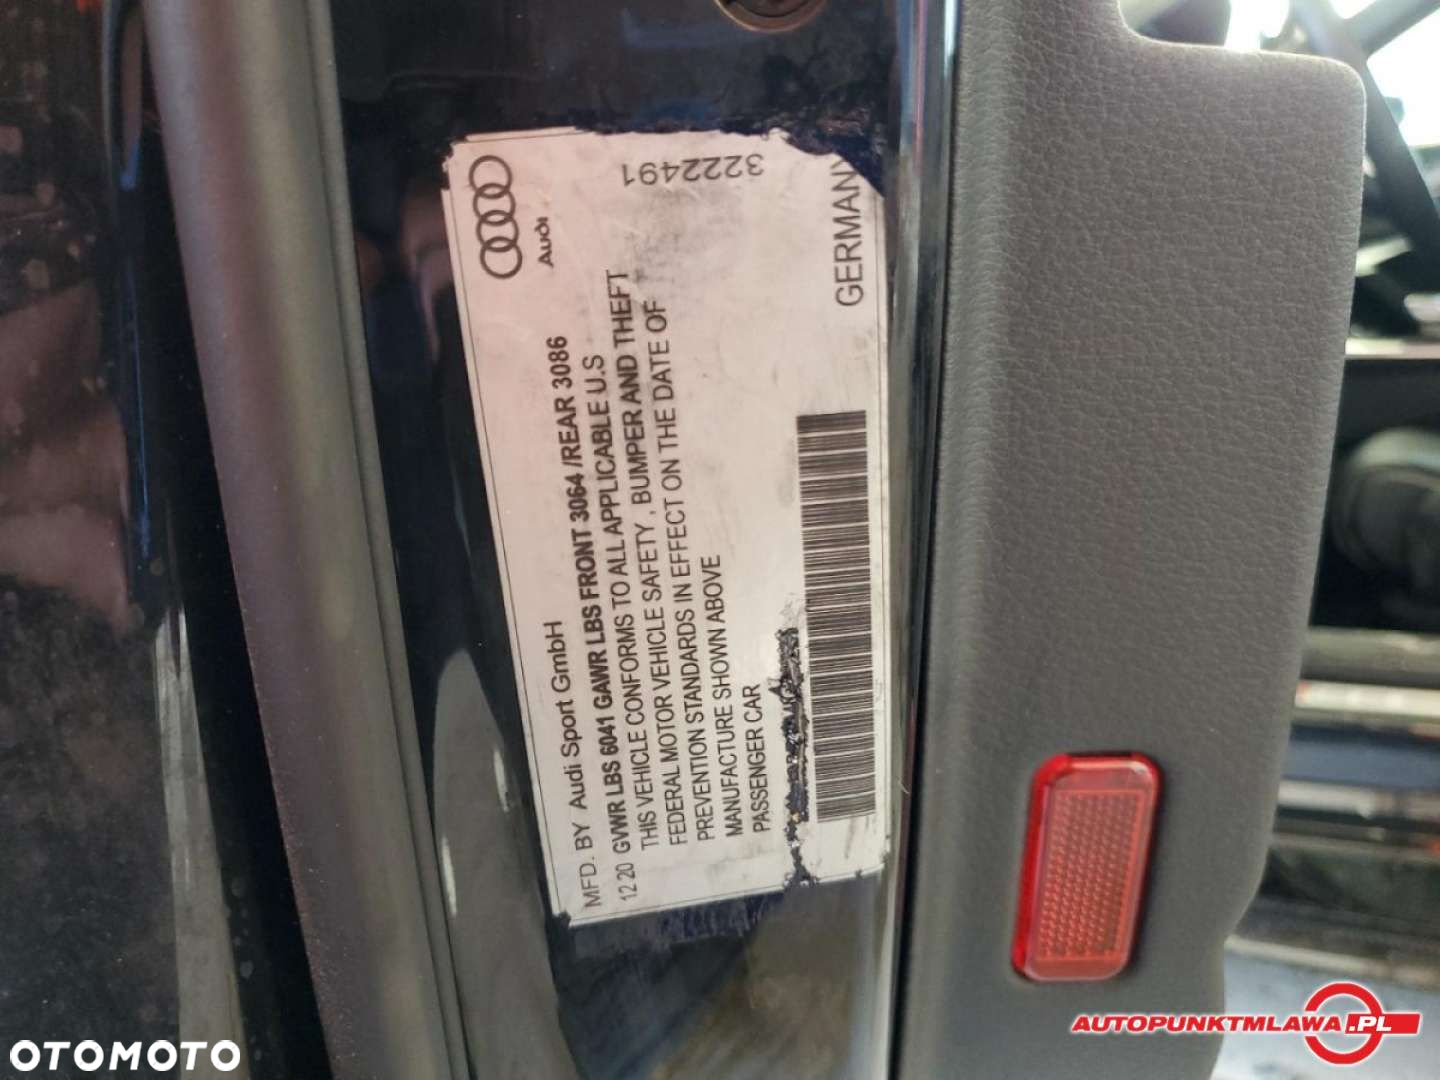 Audi
3222491
MFD. BY Audi Sport GmbH
12 20 GVWR LBS 6041 GAWR LBS FRONT 3064 /REAR 3086
THIS VEHICLE CONFORMS TO ALL APPLICABLE U.S
FEDERAL MOTOR VEHICLE SAFETY , BUMPER AND THEFT
PREVENTION STANDARDS IN EFFECT ON THE DATE OF
MANUFACTURE SHOWN ABOVE
PASSENGER CAR
GERMANY
OTOMOTO
AUTOPUNKTMLAWA.PL